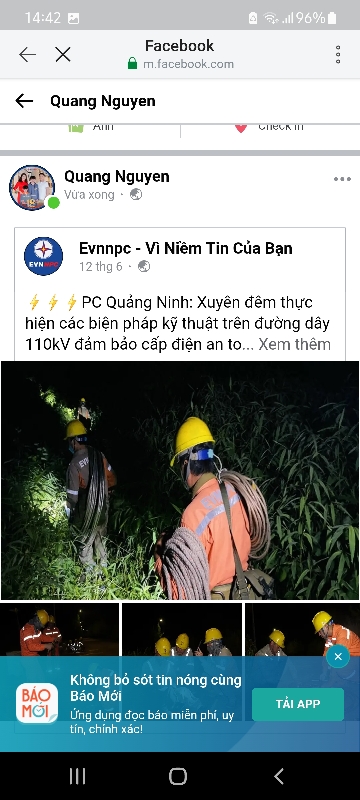 14:42
96%
Facebook
m.facebook.com
Quang Nguyen
Ảnh
Check in
Quang Nguyen
Vừa xong
EVNNPC
Evnnpc - Vì Niềm Tin Của Bạn
12 thg 6
⚡⚡⚡PC Quảng Ninh: Xuyên đêm thực
hiện các biện pháp kỹ thuật trên đường dây
110kV đảm bảo cấp điện an to... Xem thêm
BÁO MỚI
Không bỏ sót tin nóng cùng
Báo Mới
Ứng dụng đọc báo miễn phí, uy
tín, chính xác!
TẢI APP